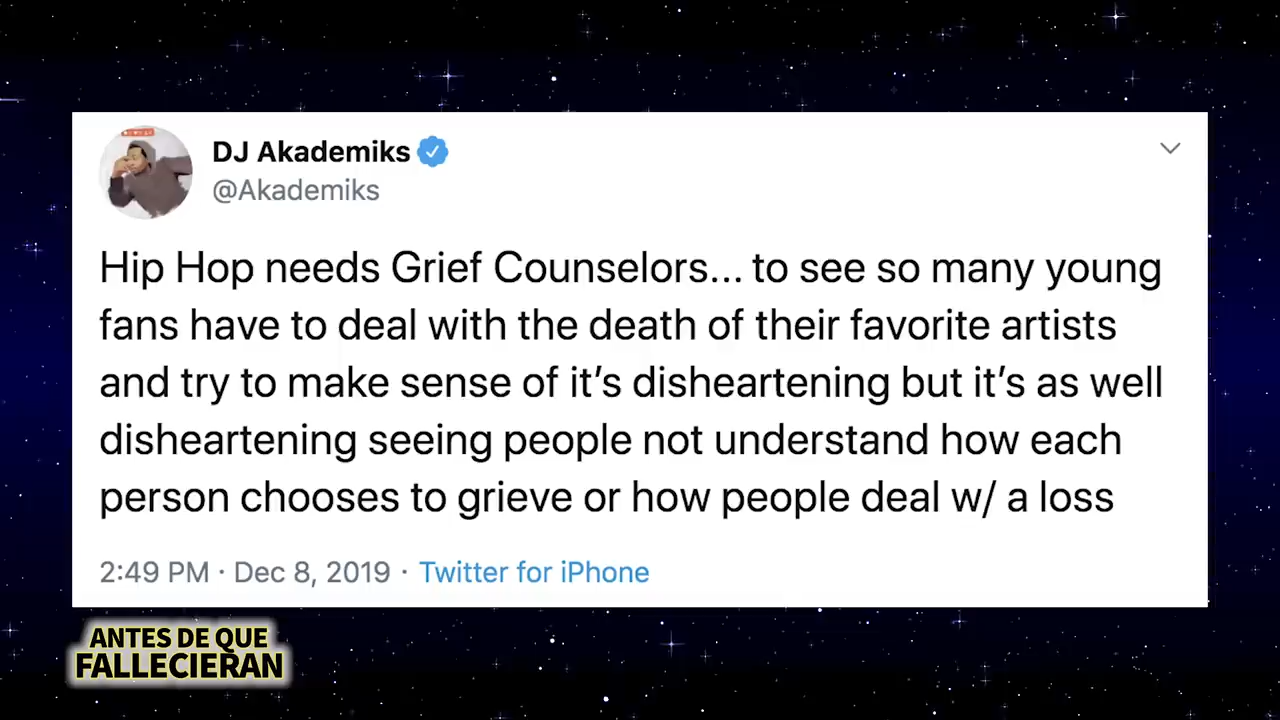 DJ Akademiks
@Akademiks
Hip Hop needs Grief Counselors... to see so many young
fans have to deal with the death of their favorite artists
and try to make sense of it’s disheartening but it’s as well
disheartening seeing people not understand how each
person chooses to grieve or how people deal w/ a loss
2:49 PM · Dec 8, 2019 · Twitter for iPhone
ANTES DE QUE
FALLECIERAN